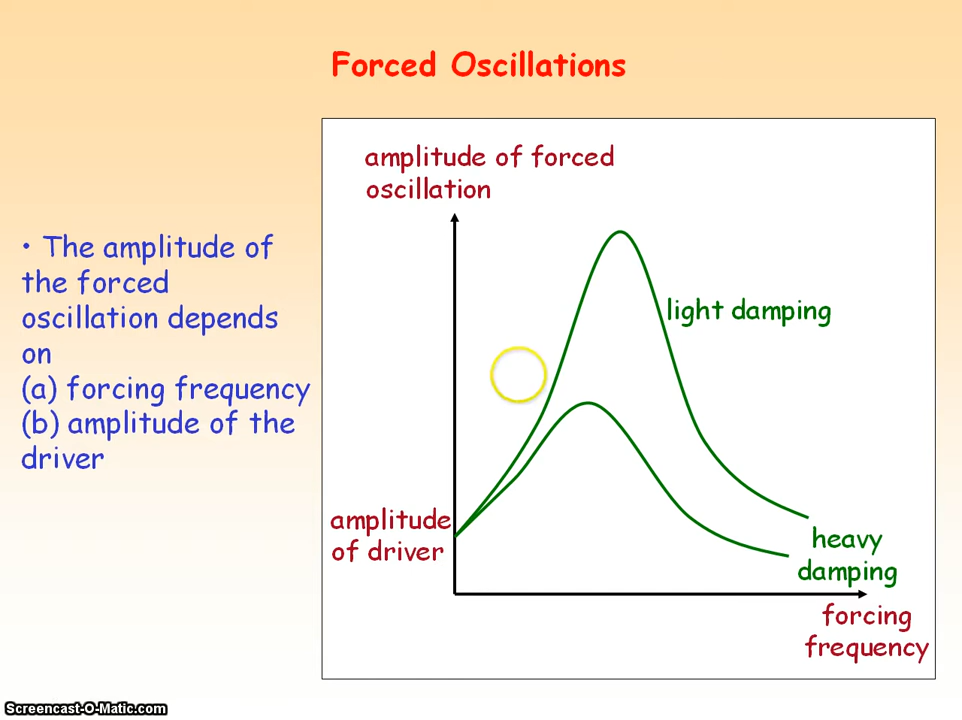 Forced Oscillations
• The amplitude of
the forced
oscillation depends
on
(a) forcing frequency
(b) amplitude of the
driver
amplitude of forced
oscillation
light damping
amplitude
of driver
heavy
damping
forcing
frequency
Screencast-O-Matic.com